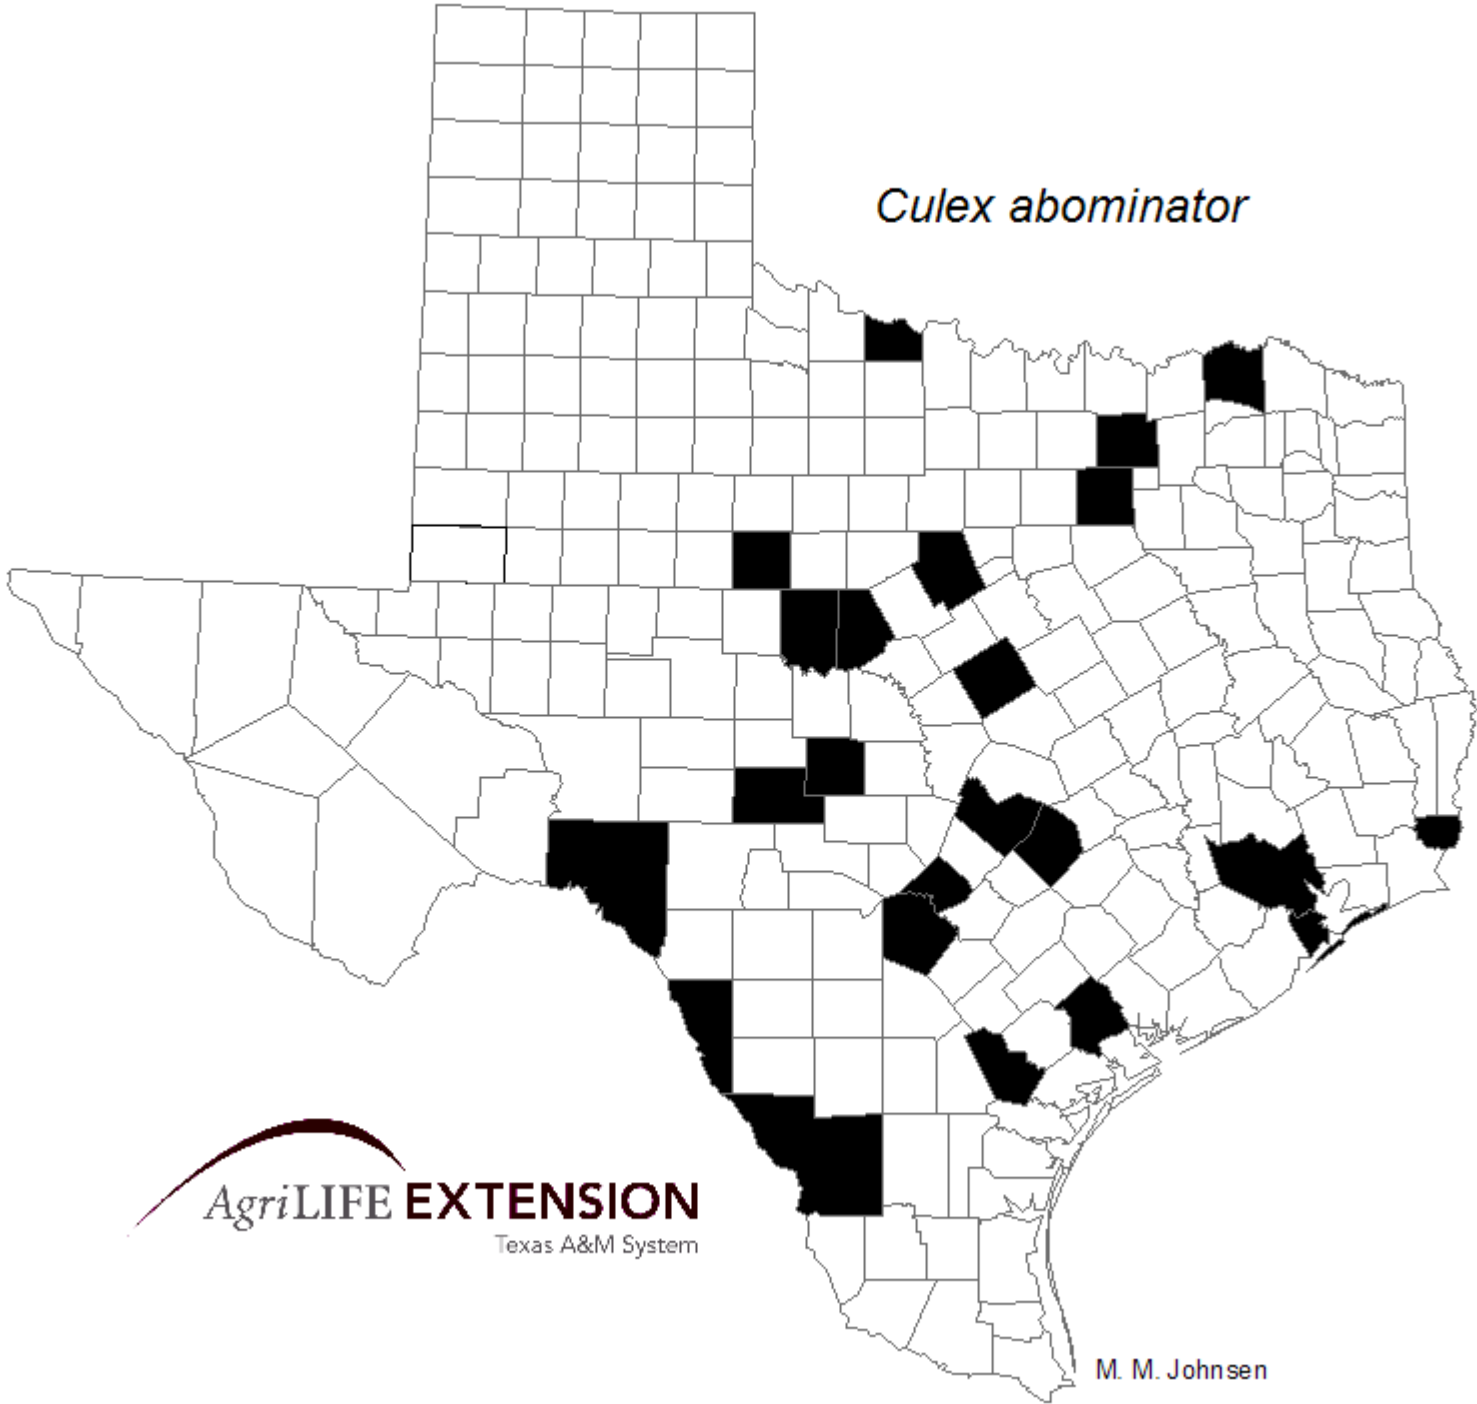 Culex abominator
AgriLIFE EXTENSION
Texas A&M System
M. M. Johnsen